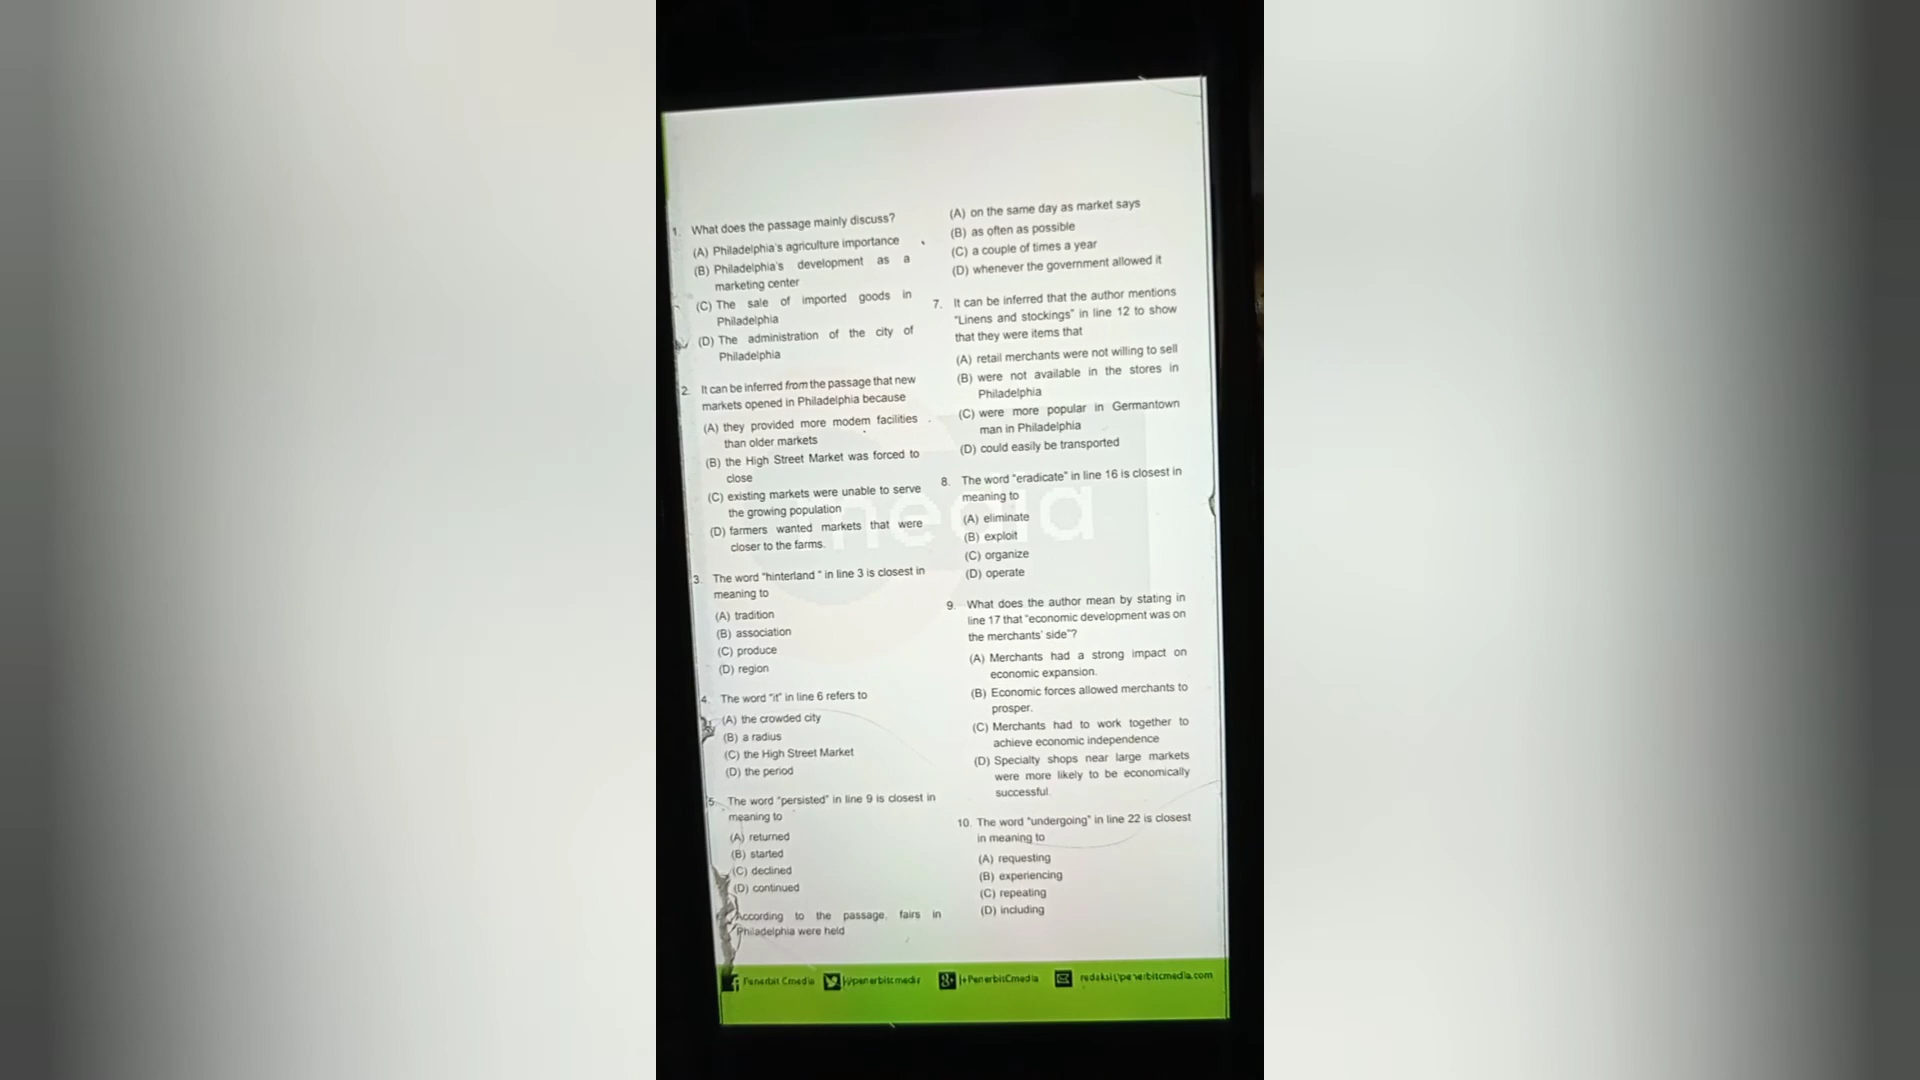 1. What does the passage mainly discuss?
(A) Philadelphia's agriculture importance
(B) Philadelphia's development as a
marketing center
(C) The sale of imported goods in
Philadelphia
(D) The administration of the city of
Philadelphia
2. It can be inferred from the passage that new
markets opened in Philadelphia because
(A) they provided more modem facilities
than older markets
(B) the High Street Market was forced to
close
(C) existing markets were unable to serve
the growing population
(D) farmers wanted markets that were
closer to the farms.
3. The word "hinterland " in line 3 is closest in
meaning to
(A) tradition
(B) association
(C) produce
(D) region
4. The word "it" in line 6 refers to
(A) the crowded city
(B) a radius
(C) the High Street Market
(D) the period
5. The word "persisted" in line 9 is closest in
meaning to
(A) returned
(B) started
(C) declined
(D) continued
According to the passage, fairs in
Philadelphia were held
(A) on the same day as market says
(B) as often as possible
(C) a couple of times a year
(D) whenever the government allowed it
7. It can be inferred that the author mentions
"Linens and stockings" in line 12 to show
that they were items that
(A) retail merchants were not willing to sell
(B) were not available in the stores in
Philadelphia
(C) were more popular in Germantown
man in Philadelphia
(D) could easily be transported
8. The word "eradicate" in line 16 is closest in
meaning to
(A) eliminate
(B) exploit
(C) organize
(D) operate
9. What does the author mean by stating in
line 17 that "economic development was on
the merchants' side"?
(A) Merchants had a strong impact on
economic expansion.
(B) Economic forces allowed merchants to
prosper.
(C) Merchants had to work together to
achieve economic independence
(D) Specialty shops near large markets
were more likely to be economically
successful.
10. The word "undergoing" in line 22 is closest
in meaning to
(A) requesting
(B) experiencing
(C) repeating
(D) including
media
Penerbit Cmedia @penerbitcmedia +PenerbitCmedia redaksi@penerbitcmedia.com